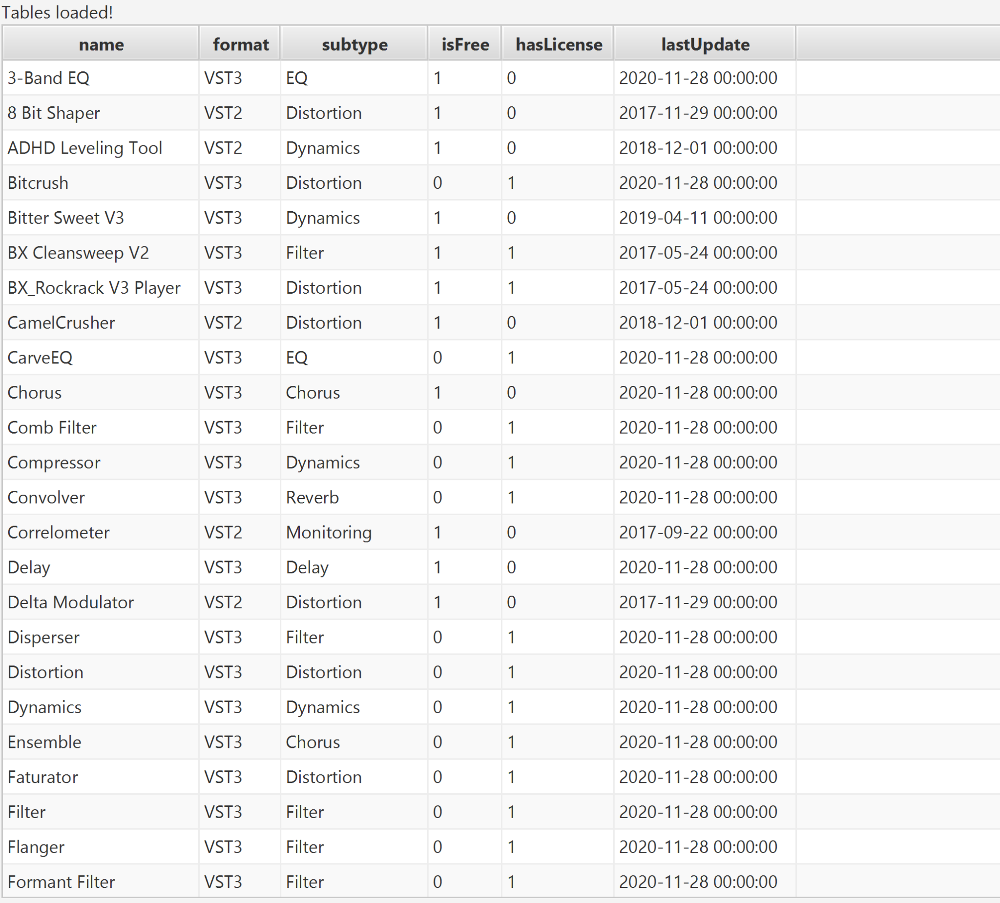 Tables loaded!
name format subtype isFree hasLicense lastUpdate
3-Band EQ VST3 EQ 1 0 2020-11-28 00:00:00
8 Bit Shaper VST2 Distortion 1 0 2017-11-29 00:00:00
ADHD Leveling Tool VST2 Dynamics 1 0 2018-12-01 00:00:00
Bitcrush VST3 Distortion 0 1 2020-11-28 00:00:00
Bitter Sweet V3 VST3 Dynamics 1 0 2019-04-11 00:00:00
BX Cleansweep V2 VST3 Filter 1 1 2017-05-24 00:00:00
BX_Rockrack V3 Player VST3 Distortion 1 1 2017-05-24 00:00:00
CamelCrusher VST2 Distortion 1 0 2018-12-01 00:00:00
CarveEQ VST3 EQ 0 1 2020-11-28 00:00:00
Chorus VST3 Chorus 1 0 2020-11-28 00:00:00
Comb Filter VST3 Filter 0 1 2020-11-28 00:00:00
Compressor VST3 Dynamics 0 1 2020-11-28 00:00:00
Convolver VST3 Reverb 0 1 2020-11-28 00:00:00
Correlometer VST2 Monitoring 1 0 2017-09-22 00:00:00
Delay VST3 Delay 1 0 2020-11-28 00:00:00
Delta Modulator VST2 Distortion 1 0 2017-11-29 00:00:00
Disperser VST3 Filter 0 1 2020-11-28 00:00:00
Distortion VST3 Distortion 0 1 2020-11-28 00:00:00
Dynamics VST3 Dynamics 0 1 2020-11-28 00:00:00
Ensemble VST3 Chorus 0 1 2020-11-28 00:00:00
Faturator VST3 Distortion 0 1 2020-11-28 00:00:00
Filter VST3 Filter 0 1 2020-11-28 00:00:00
Flanger VST3 Filter 0 1 2020-11-28 00:00:00
Formant Filter VST3 Filter 0 1 2020-11-28 00:00:00